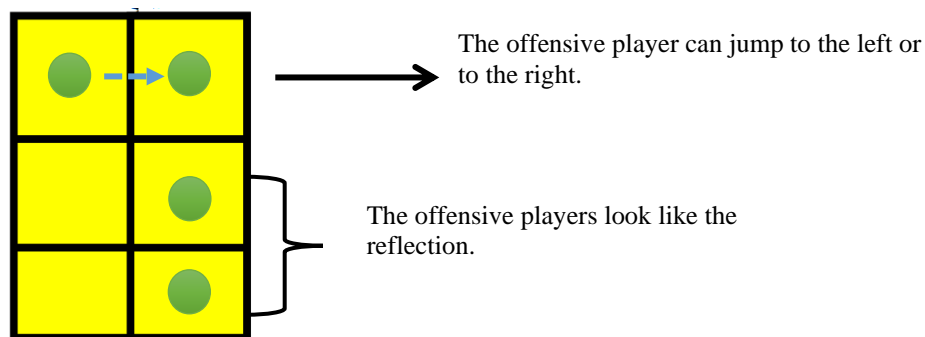 The offensive player can jump to the left or
to the right.
The offensive players look like the
reflection.